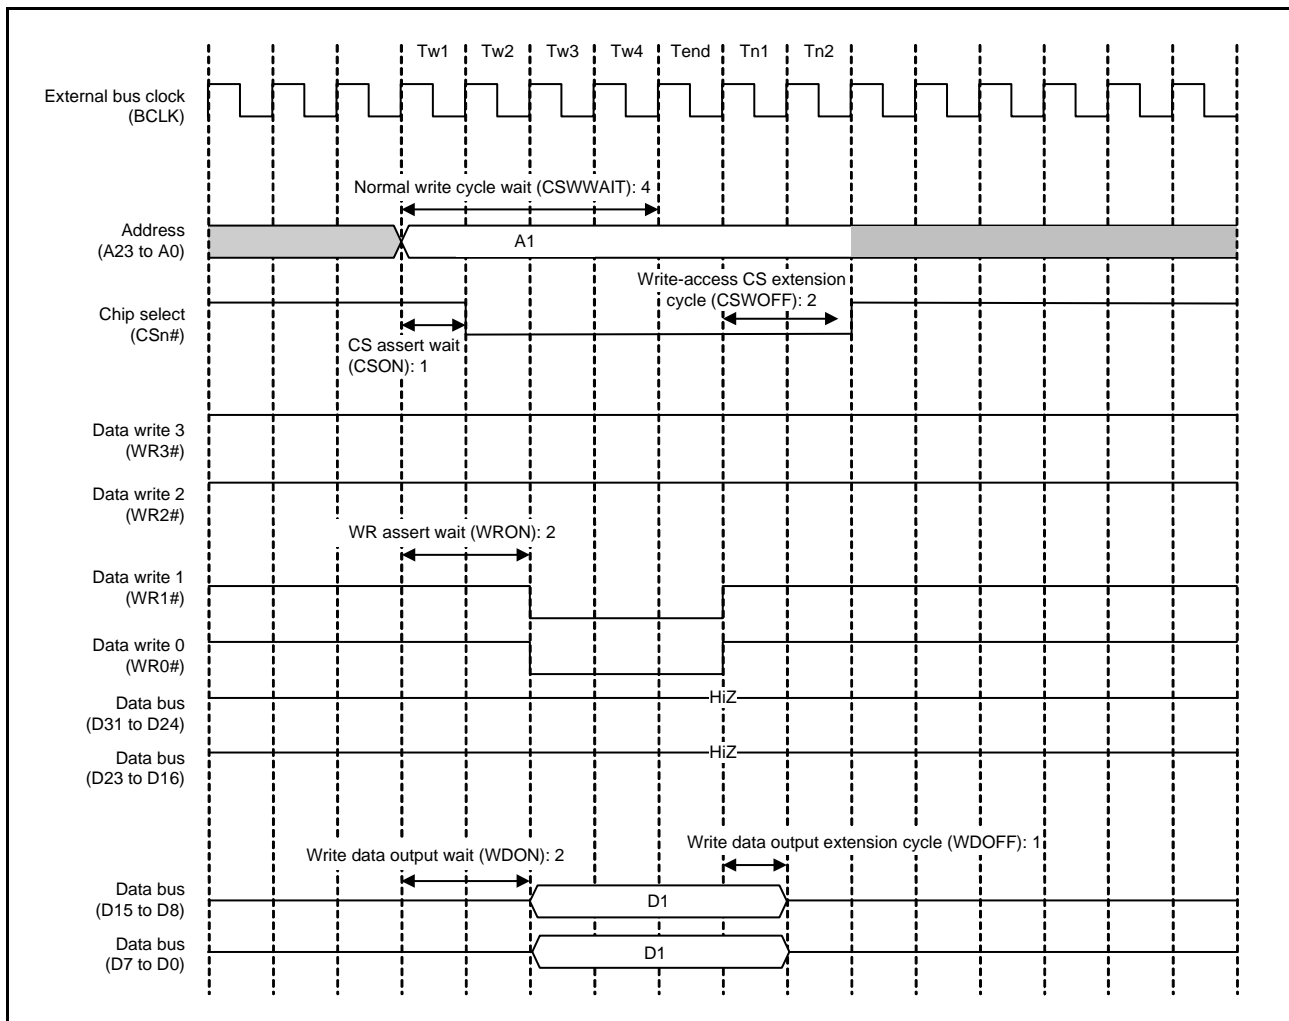 Tw1 Tw2 Tw3 Tw4 Tend Tn1 Tn2
External bus clock
(BCLK)
Normal write cycle wait (CSWWAIT): 4
Address
(A23 to A0)
A1
Write-access CS extension
cycle (CSWOFF): 2
Chip select
(CSn#)
CS assert wait
(CSON): 1
Data write 3
(WR3#)
Data write 2
(WR2#)
WR assert wait (WRON): 2
Data write 1
(WR1#)
Data write 0
(WR0#)
Data bus
(D31 to D24)
HiZ
Data bus
(D23 to D16)
HiZ
Write data output extension cycle (WDOFF): 1
Write data output wait (WDON): 2
Data bus
(D15 to D8)
D1
Data bus
(D7 to D0)
D1